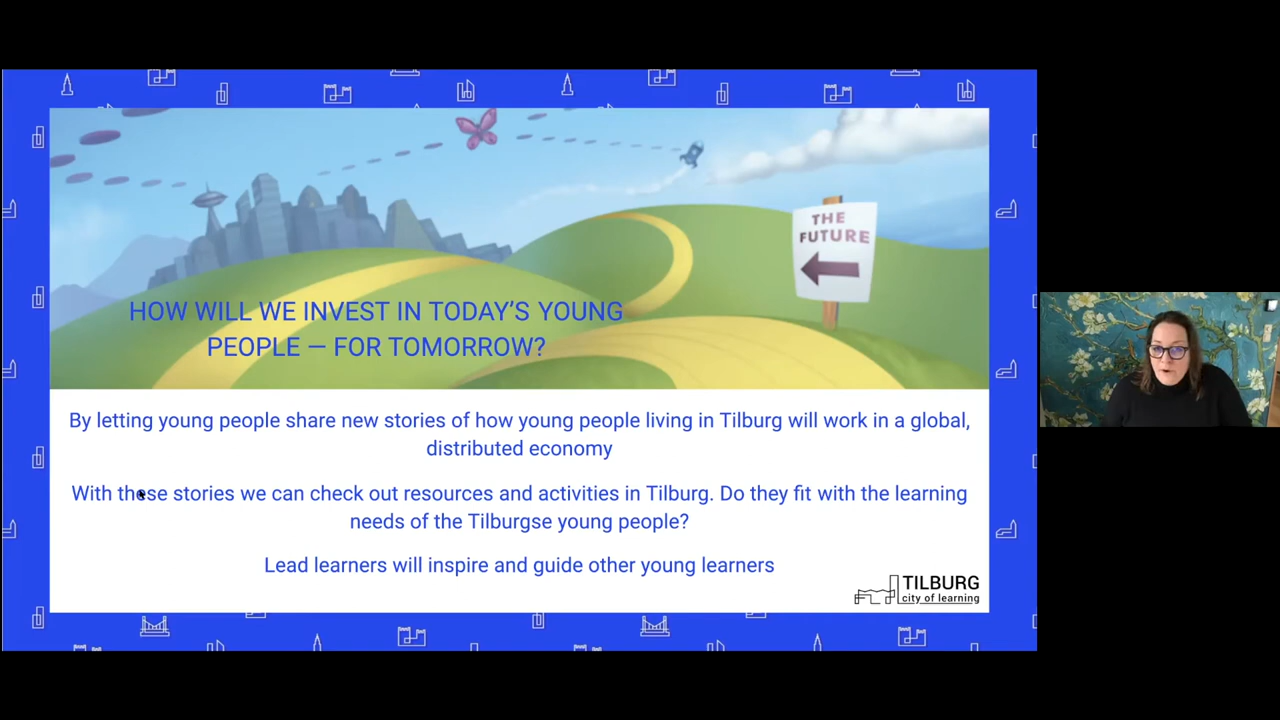 THE
FUTURE
HOW WILL WE INVEST IN TODAY’S YOUNG
PEOPLE — FOR TOMORROW?
By letting young people share new stories of how young people living in Tilburg will work in a global,
distributed economy
With these stories we can check out resources and activities in Tilburg. Do they fit with the learning
needs of the Tilburgse young people?
Lead learners will inspire and guide other young learners
TILBURG
city of learning